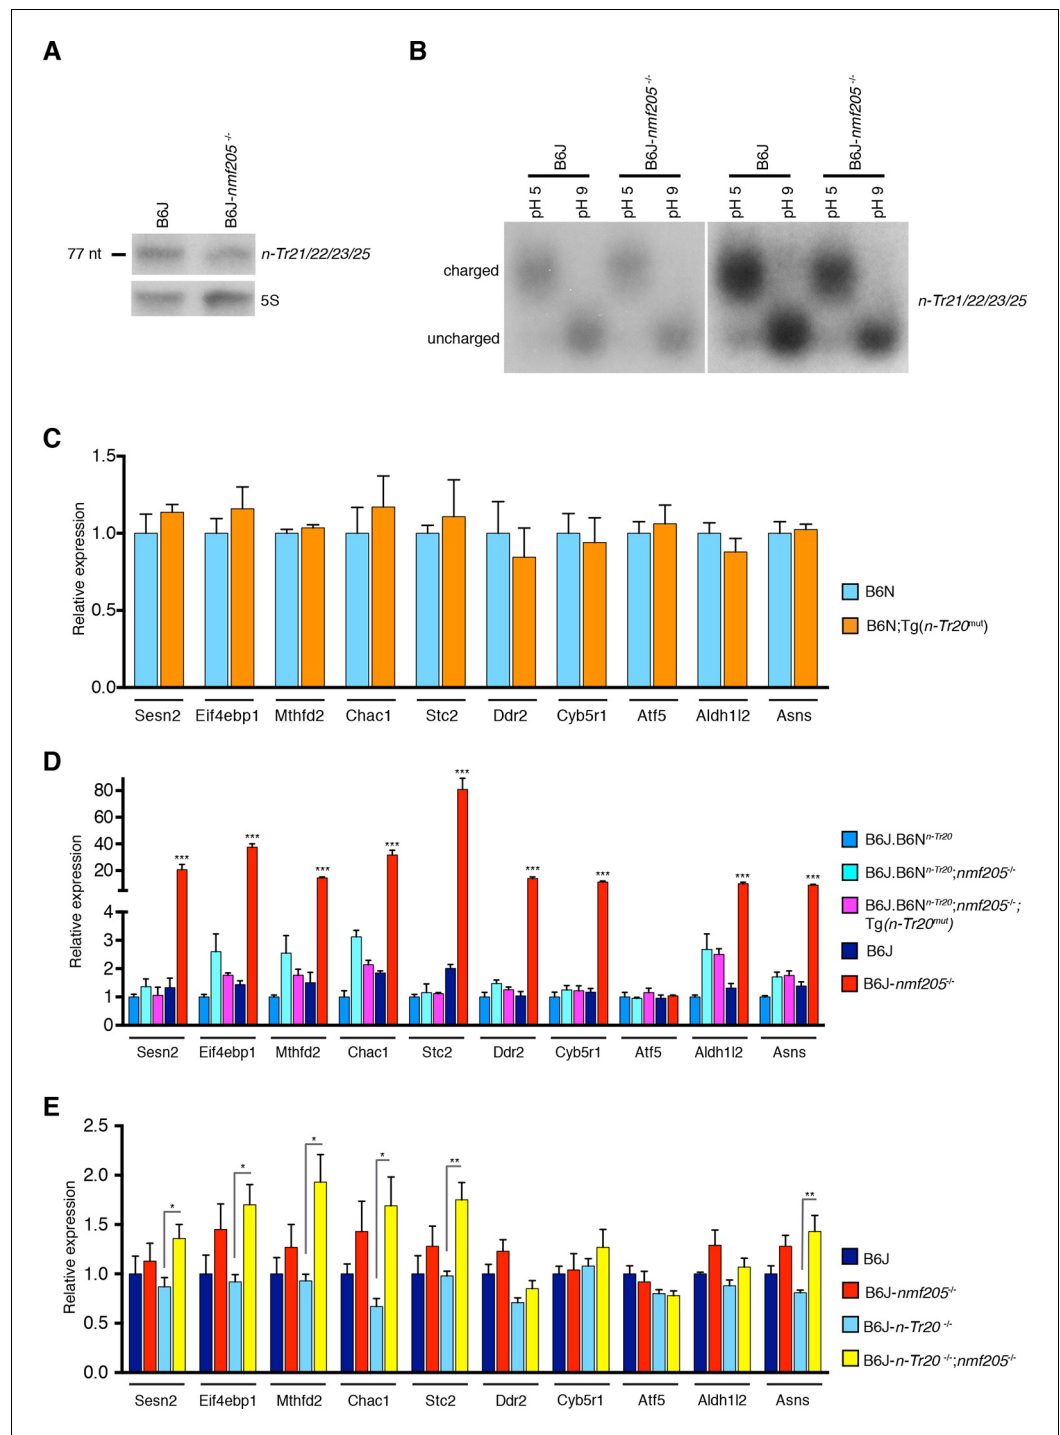 A
B
B6J
B6J-nmf205 -/-
77 nt
n-Tr21/22/23/25
5S
B6J
B6J-nmf205 -/-
B6J
B6J-nmf205 -/-
pH 5
pH 9
pH 5
pH 9
pH 5
pH 9
pH 5
pH 9
charged
uncharged
n-Tr21/22/23/25
C
Relative expression
1.5
1.0
0.5
0.0
Sesn2 Eif4ebp1 Mthfd2 Chac1 Stc2 Ddr2 Cyb5r1 Atf5 Aldh1l2 Asns
B6N
B6N;Tg(n-Tr20mut)
D
Relative expression
80
60
40
20
4
3
2
1
0
*** *** *** *** *** *** *** *** ***
Sesn2 Eif4ebp1 Mthfd2 Chac1 Stc2 Ddr2 Cyb5r1 Atf5 Aldh1l2 Asns
B6J.B6Nn-Tr20
B6J.B6Nn-Tr20;nmf205-/-
B6J.B6Nn-Tr20;nmf205-/-;
Tg(n-Tr20mut)
B6J
B6J-nmf205-/-
E
Relative expression
2.5
2.0
1.5
1.0
0.5
0.0
* * * * ** **
Sesn2 Eif4ebp1 Mthfd2 Chac1 Stc2 Ddr2 Cyb5r1 Atf5 Aldh1l2 Asns
B6J
B6J-nmf205-/-
B6J-n-Tr20 -/-
B6J-n-Tr20 -/-;nmf205-/-